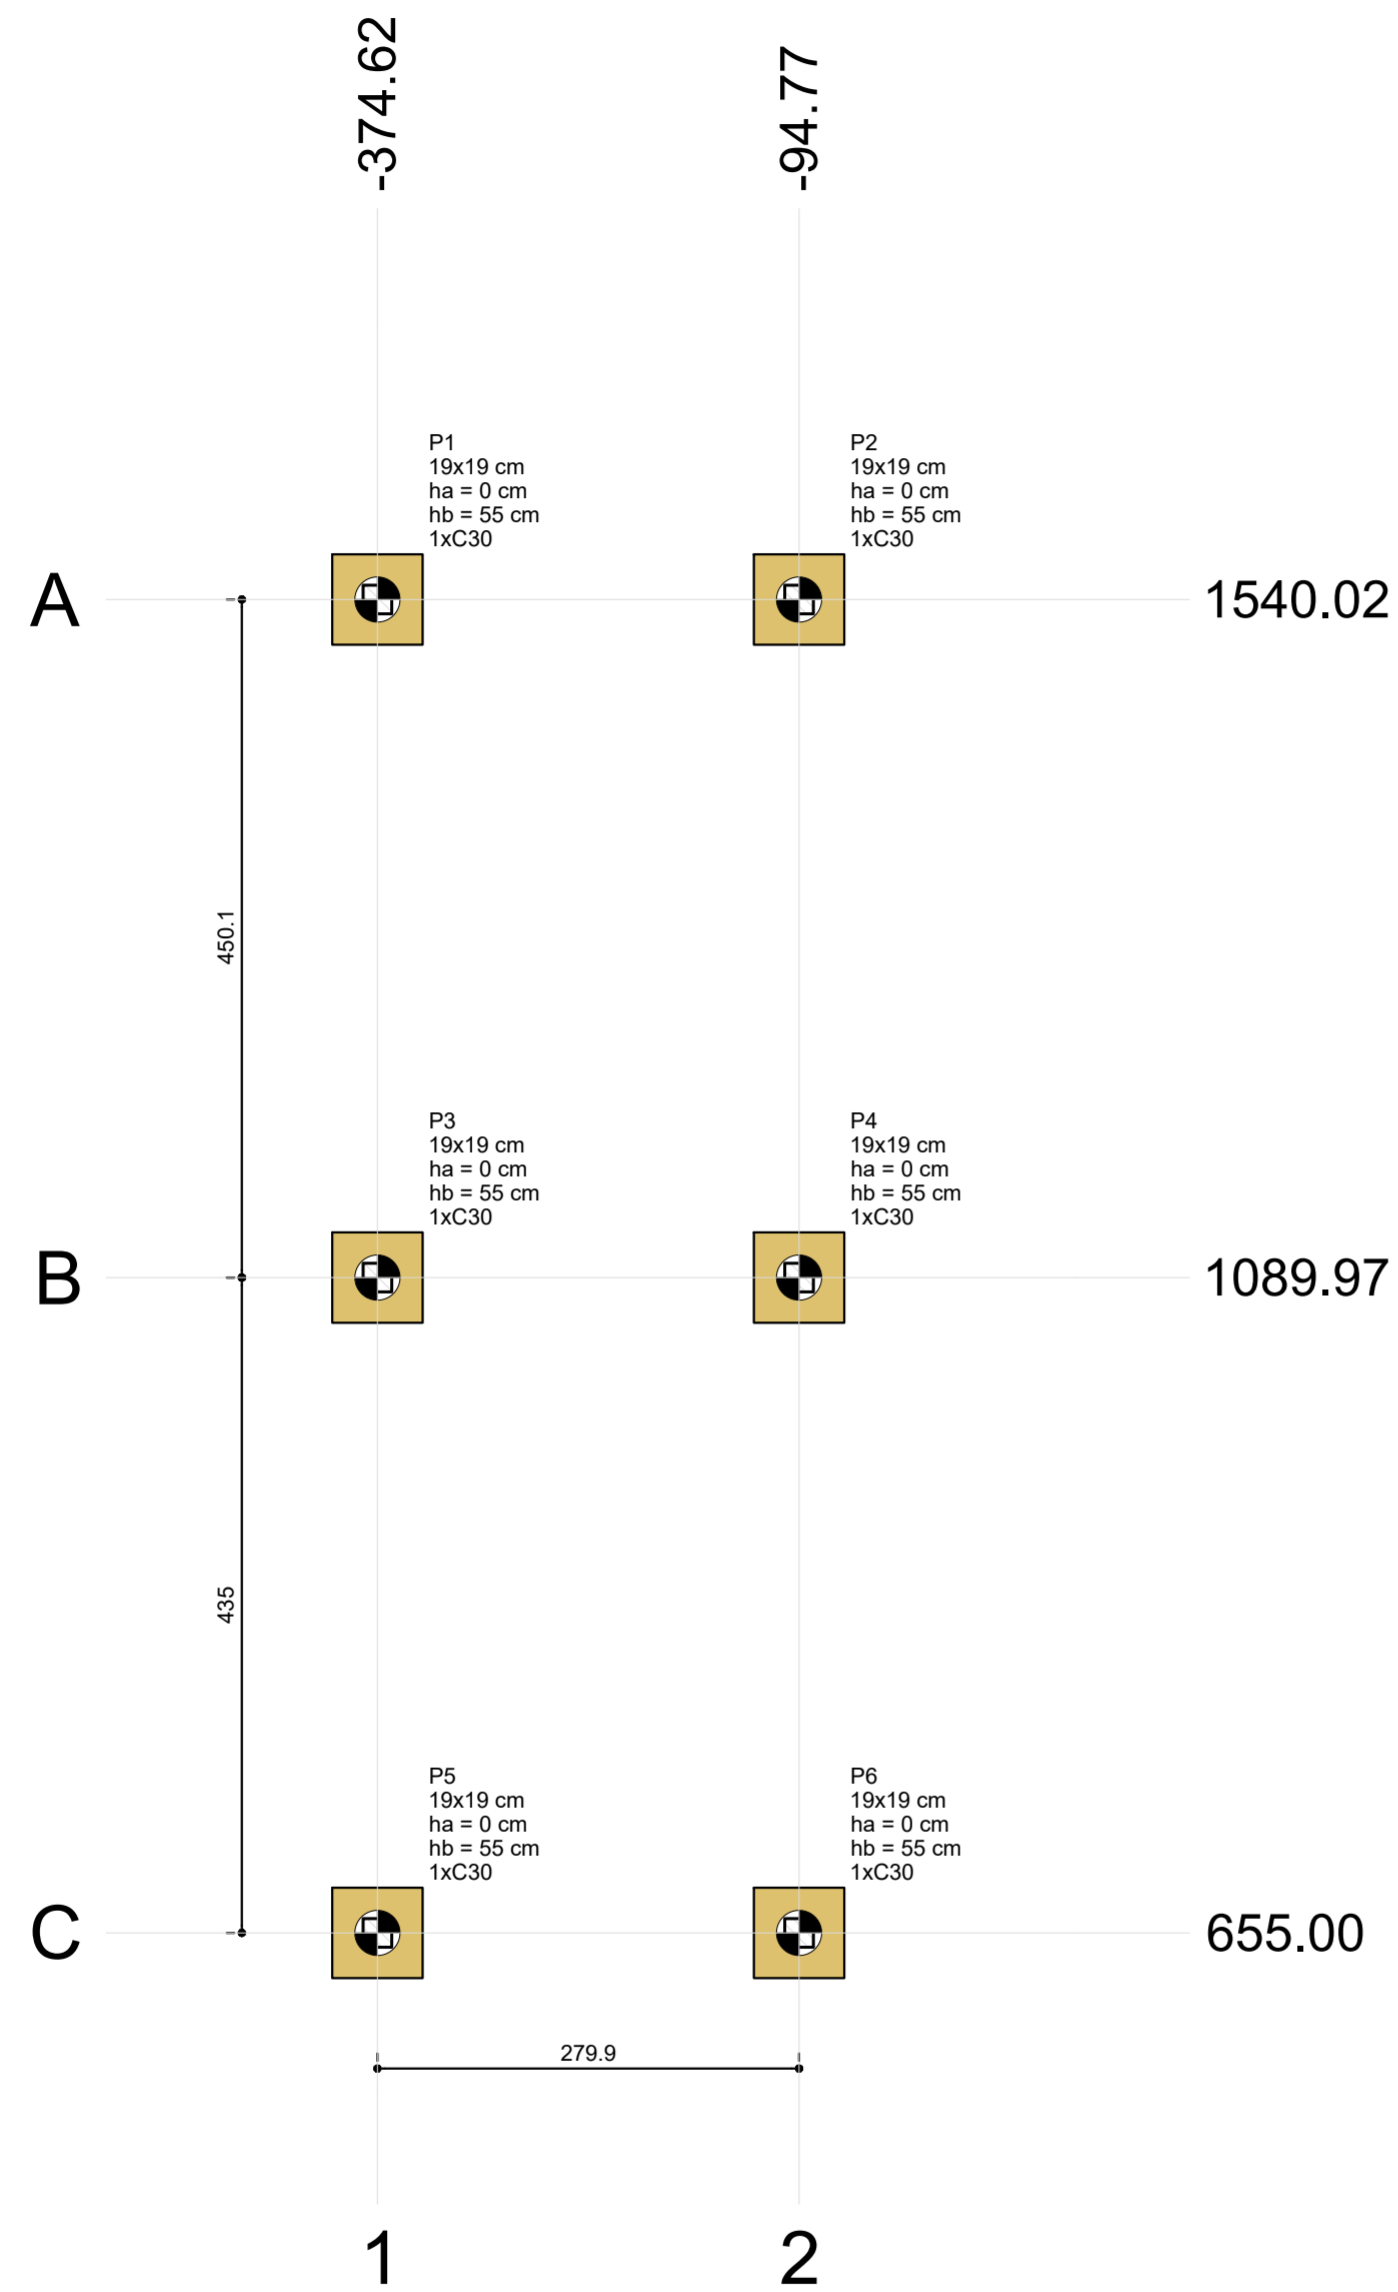 -374.62
-94.77
P1
19x19 cm
ha = 0 cm
hb = 55 cm
1xC30
P2
19x19 cm
ha = 0 cm
hb = 55 cm
1xC30
A
1540.02
450.1
P3
19x19 cm
ha = 0 cm
hb = 55 cm
1xC30
P4
19x19 cm
ha = 0 cm
hb = 55 cm
1xC30
B
1089.97
435
P5
19x19 cm
ha = 0 cm
hb = 55 cm
1xC30
P6
19x19 cm
ha = 0 cm
hb = 55 cm
1xC30
C
655.00
279.9
1
2